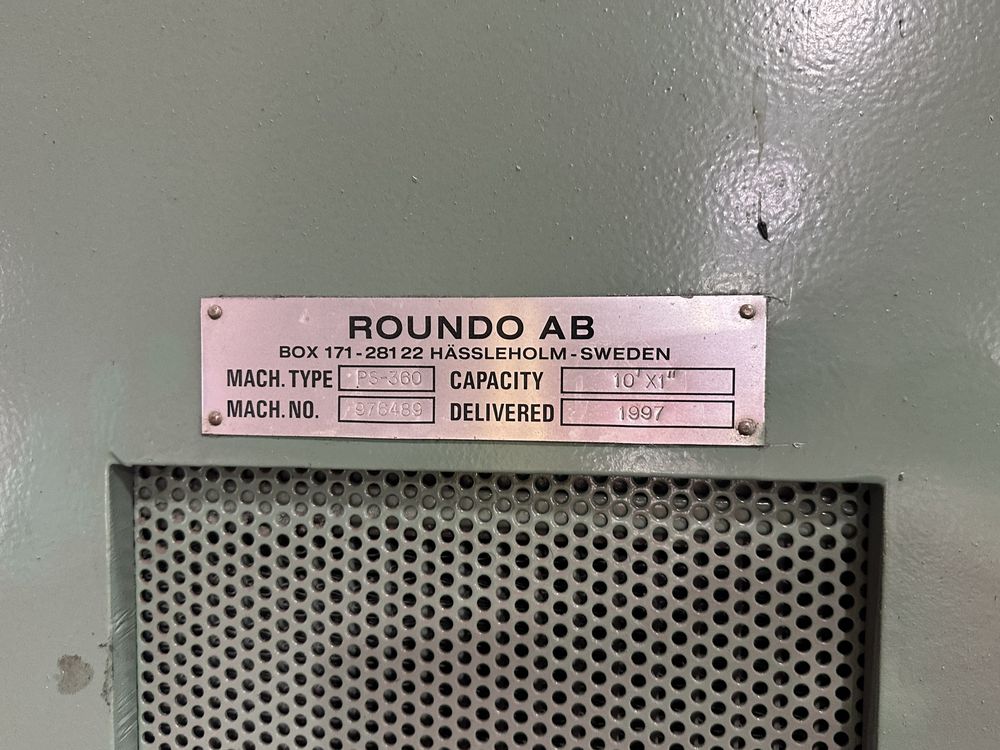 ROUNDO AB
BOX 171-281 22 HÄSSLEHOLM-SWEDEN
MACH. TYPE PS-360 CAPACITY 10' X1"
MACH. NO. 976489 DELIVERED 1997